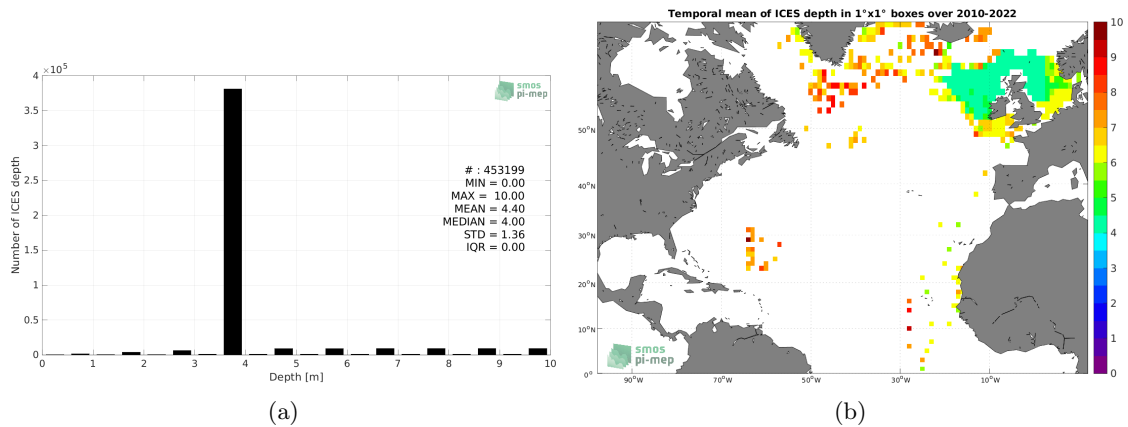 ×10⁵
4
3.5
3
2.5
2
1.5
1
0.5
0
Number of ICES depth
smos
pi-mep
# : 453199
MIN = 0.00
MAX = 10.00
MEAN = 4.40
MEDIAN = 4.00
STD = 1.36
IQR = 0.00
0 1 2 3 4 5 6 7 8 9 10
Depth [m]
(a)
Temporal mean of ICES depth in 1°x1° boxes over 2010-2022
50°N
40°N
30°N
20°N
10°N
0°
90°W 70°W 50°W 30°W 10°W
smos
pi-mep
10
9
8
7
6
5
4
3
2
1
0
(b)